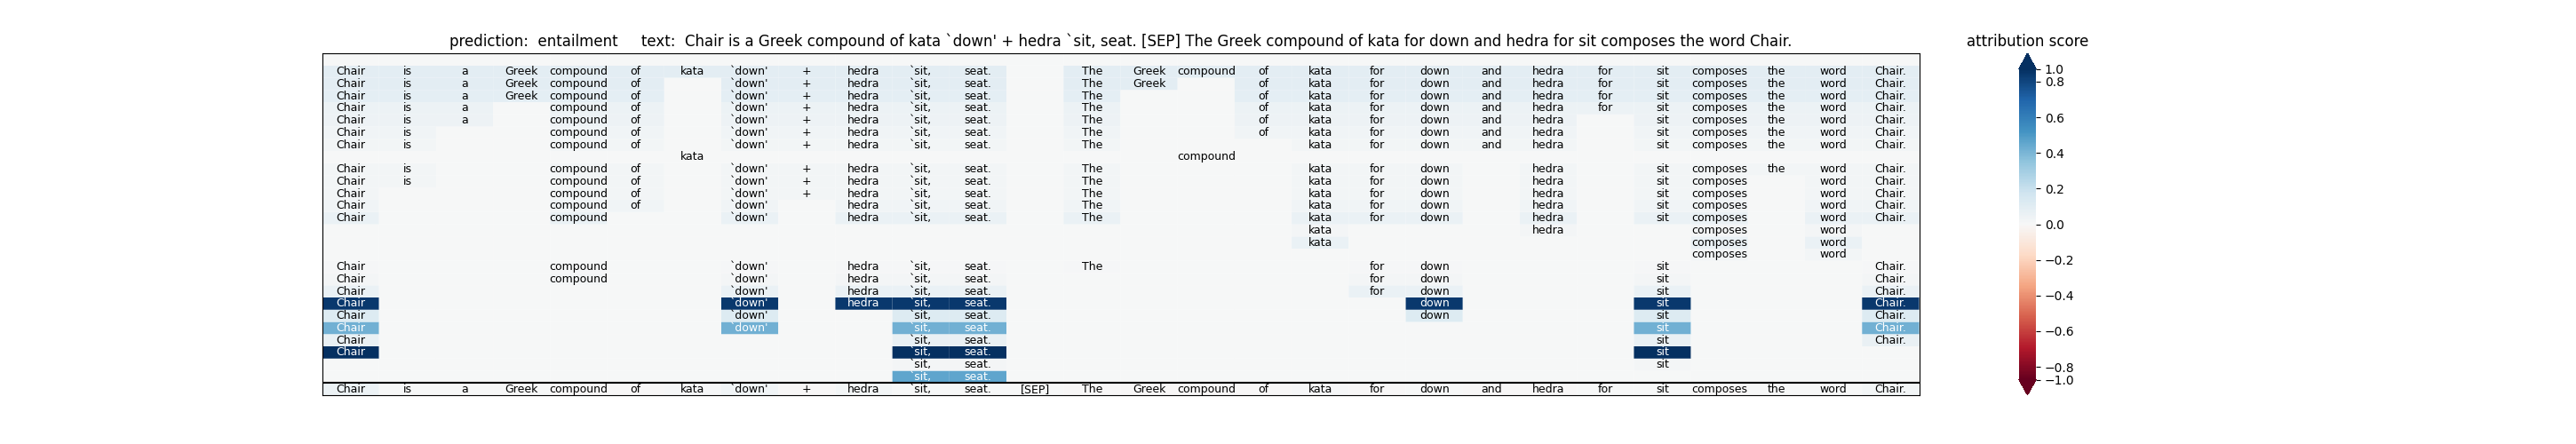 prediction: entailment text: Chair is a Greek compound of kata `down' + hedra `sit, seat. [SEP] The Greek compound of kata for down and hedra for sit composes the word Chair.
attribution score
Chair is a Greek compound of kata `down' + hedra `sit, seat. The Greek compound of kata for down and hedra for sit composes the word Chair.
Chair is a Greek compound of `down' + hedra `sit, seat. The Greek of kata for down and hedra for sit composes the word Chair.
Chair is a Greek compound of `down' + hedra `sit, seat. The of kata for down and hedra for sit composes the word Chair.
Chair is a compound of `down' + hedra `sit, seat. The of kata for down and hedra for sit composes the word Chair.
Chair is a compound of `down' + hedra `sit, seat. The of kata for down and hedra sit composes the word Chair.
Chair is compound of `down' + hedra `sit, seat. The of kata for down and hedra sit composes the word Chair.
Chair is compound of `down' + hedra `sit, seat. The kata for down and hedra sit composes the word Chair.
kata compound
Chair is compound of `down' + hedra `sit, seat. The kata for down hedra sit composes the word Chair.
Chair is compound of `down' + hedra `sit, seat. The kata for down hedra sit composes word Chair.
Chair compound of `down' + hedra `sit, seat. The kata for down hedra sit composes word Chair.
Chair compound of `down' hedra `sit, seat. The kata for down hedra sit composes word Chair.
Chair compound `down' hedra `sit, seat. The kata for down hedra sit composes word Chair.
kata hedra composes word
kata composes word
composes word
Chair compound `down' hedra `sit, seat. The for down sit Chair.
Chair compound `down' hedra `sit, seat. for down sit Chair.
Chair `down' hedra `sit, seat. for down sit Chair.
Chair `down' hedra `sit, seat. down sit Chair.
Chair `down' `sit, seat. down sit Chair.
Chair `down' `sit, seat. sit Chair.
Chair `sit, seat. sit Chair.
Chair `sit, seat. sit
`sit, seat. sit
`sit, seat.
Chair is a Greek compound of kata `down' + hedra `sit, seat. [SEP] The Greek compound of kata for down and hedra for sit composes the word Chair.
1.0
0.8
0.6
0.4
0.2
0.0
−0.2
−0.4
−0.6
−0.8
−1.0